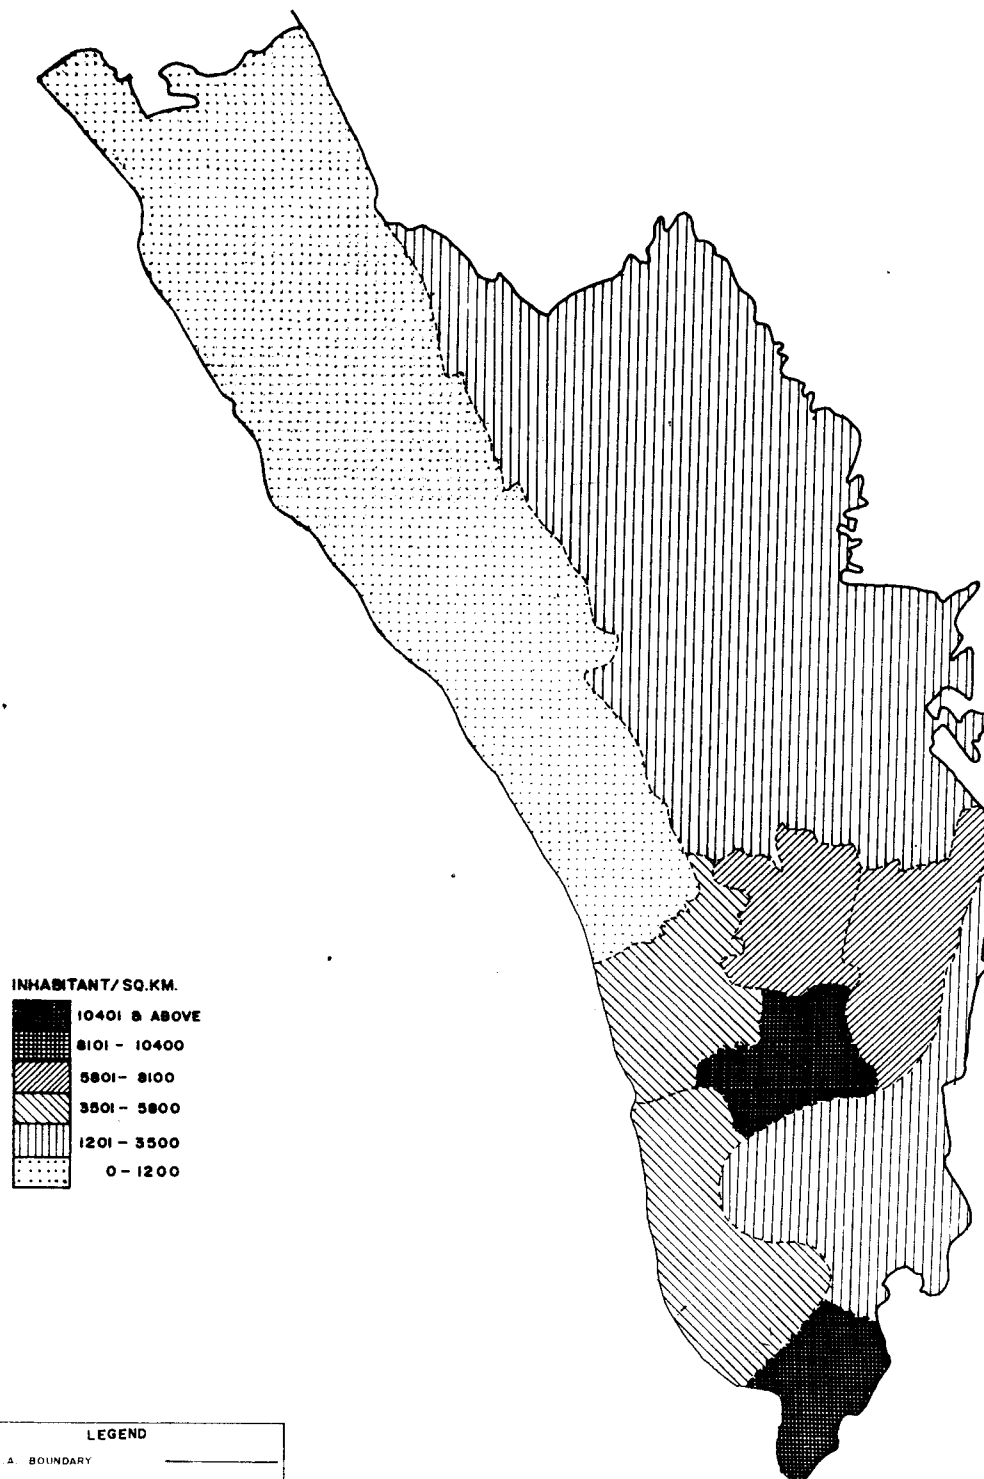 INHABITANT/SQ.KM.
10401 & ABOVE
8101 - 10400
5801 - 8100
3501 - 5800
1201 - 3500
0 - 1200
LEGEND
.A. BOUNDARY